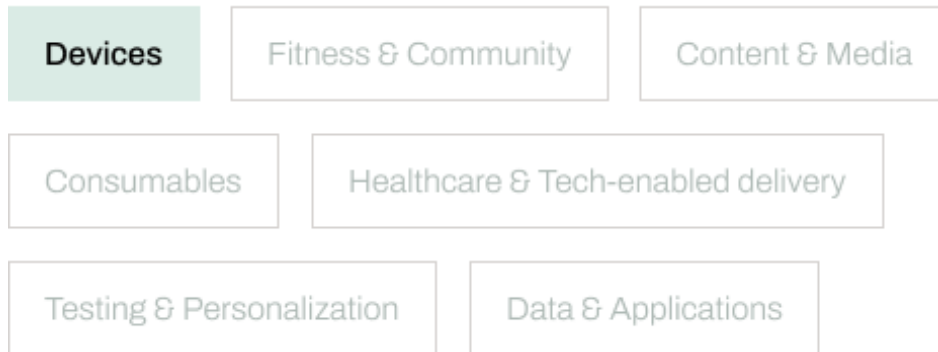 Devices
Fitness & Community
Content & Media
Consumables
Healthcare & Tech-enabled delivery
Testing & Personalization
Data & Applications